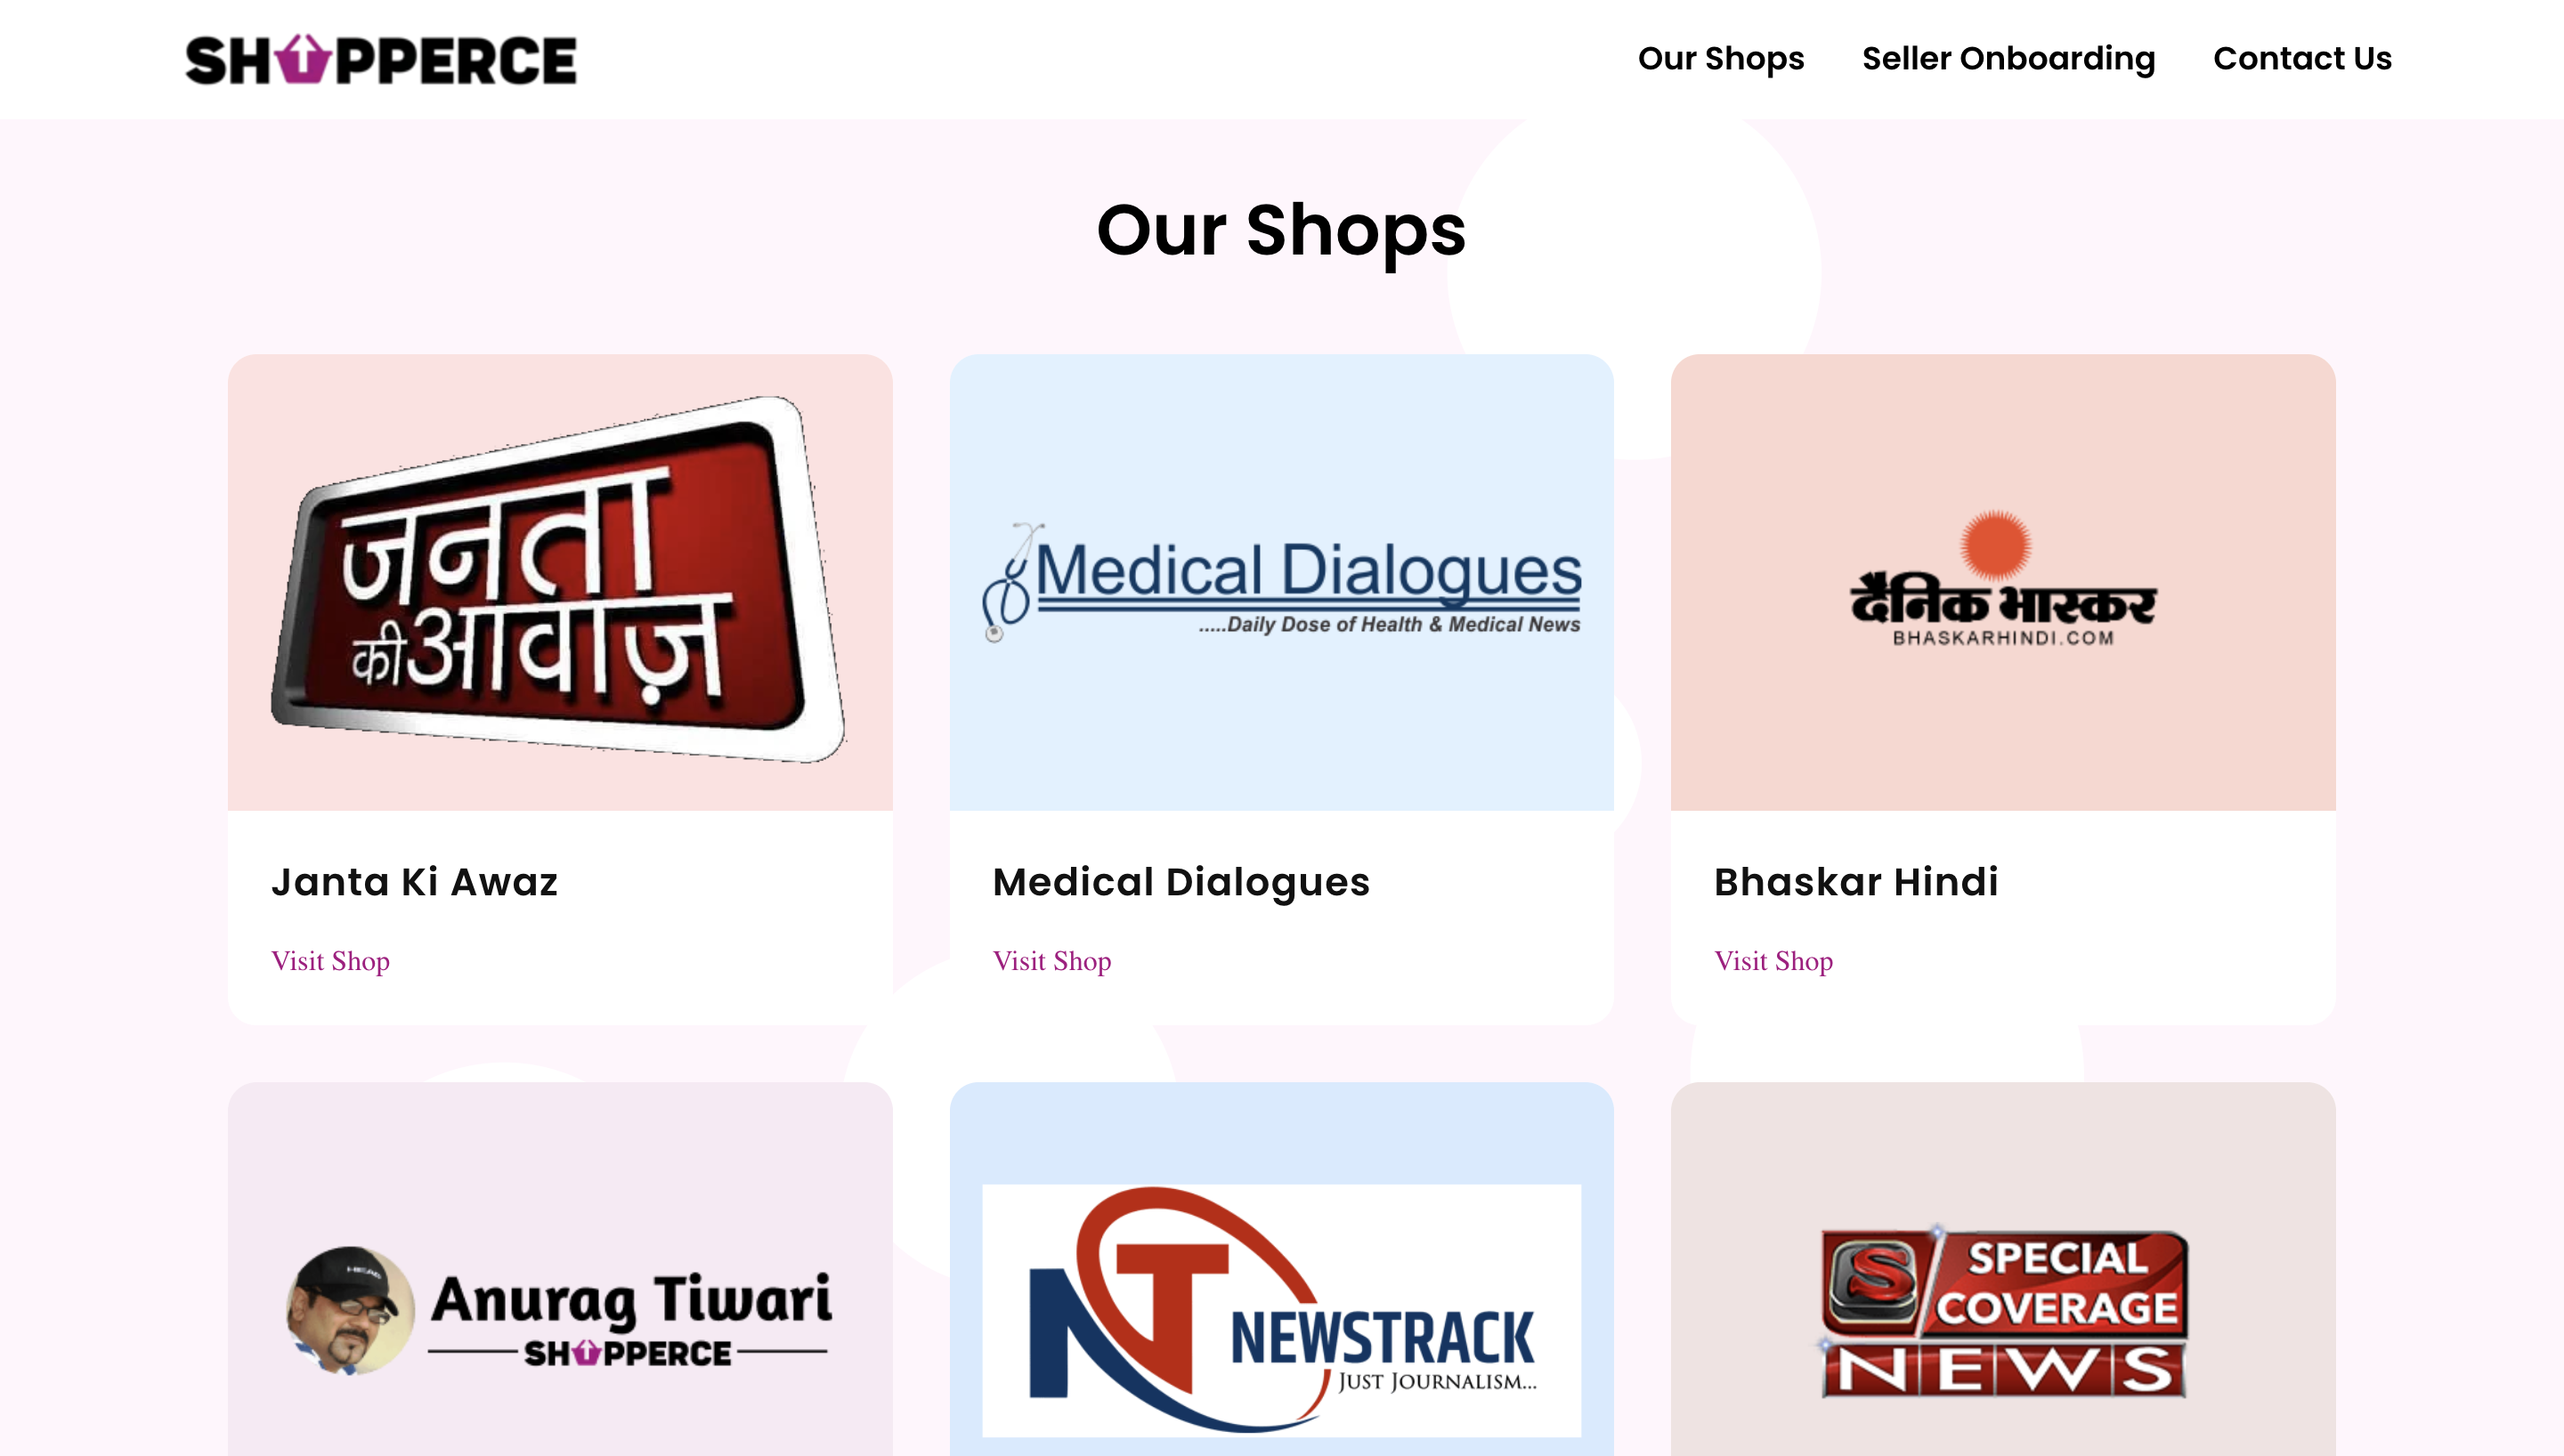 SHOPPERCE
Our Shops
Seller Onboarding
Contact Us
Our Shops
जनता
की आवाज़
Medical Dialogues
.....Daily Dose of Health & Medical News
दैनिक भास्कर
BHASKARHINDI.COM
Janta Ki Awaz
Visit Shop
Medical Dialogues
Visit Shop
Bhaskar Hindi
Visit Shop
HEAD
Anurag Tiwari
SHOPPERCE
NT
NEWSTRACK
JUST JOURNALISM...
S
SPECIAL
COVERAGE
NEWS